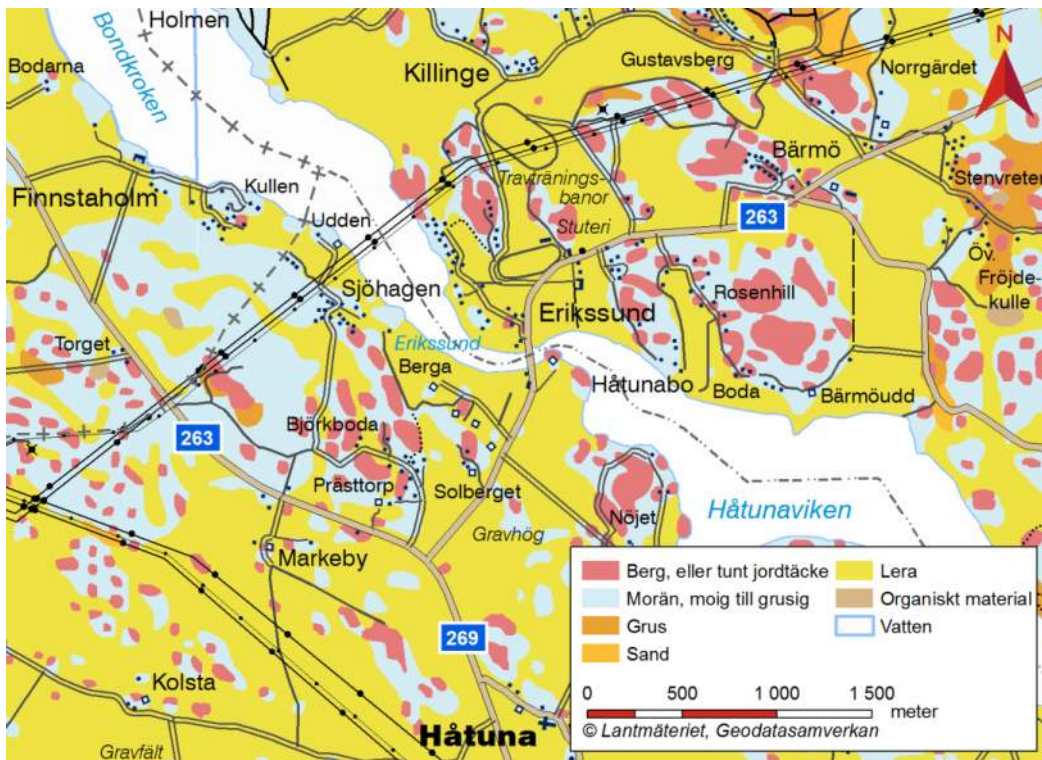 Holmen
Bondkroken
Bodarna
Killinge
Gustavsberg
Norrgärdet
N
Bärmö
Finnstaholm
Kullen
Travtränings-
banor
Stenvreten
263
Udden
Stuteri
Öv.
Fröjde-
kulle
Sjöhagen
Erikssund
Rosenhill
Torget
Erikssund
Berga
Håtunabo
Boda
Bärmöudd
263
Björkboda
Prästtorp
Solberget
Nöjet
Håtunaviken
Gravhög
Markeby
Berg, eller tunt jordtäcke
Morän, moig till grusig
Grus
Sand
Lera
Organiskt material
Vatten
269
Kolsta
0 500 1 000 1 500
meter
© Lantmäteriet, Geodatasamverkan
Håtuna
Gravfält